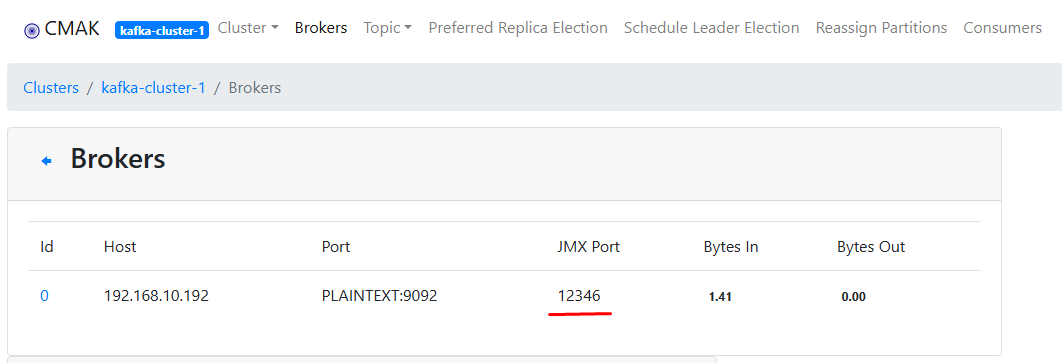 CMAK kafka-cluster-1 Cluster Brokers Topic Preferred Replica Election Schedule Leader Election Reassign Partitions Consumers
Clusters / kafka-cluster-1 / Brokers
Brokers
Id Host Port JMX Port Bytes In Bytes Out
0 192.168.10.192 PLAINTEXT:9092 12346 1.41 0.00